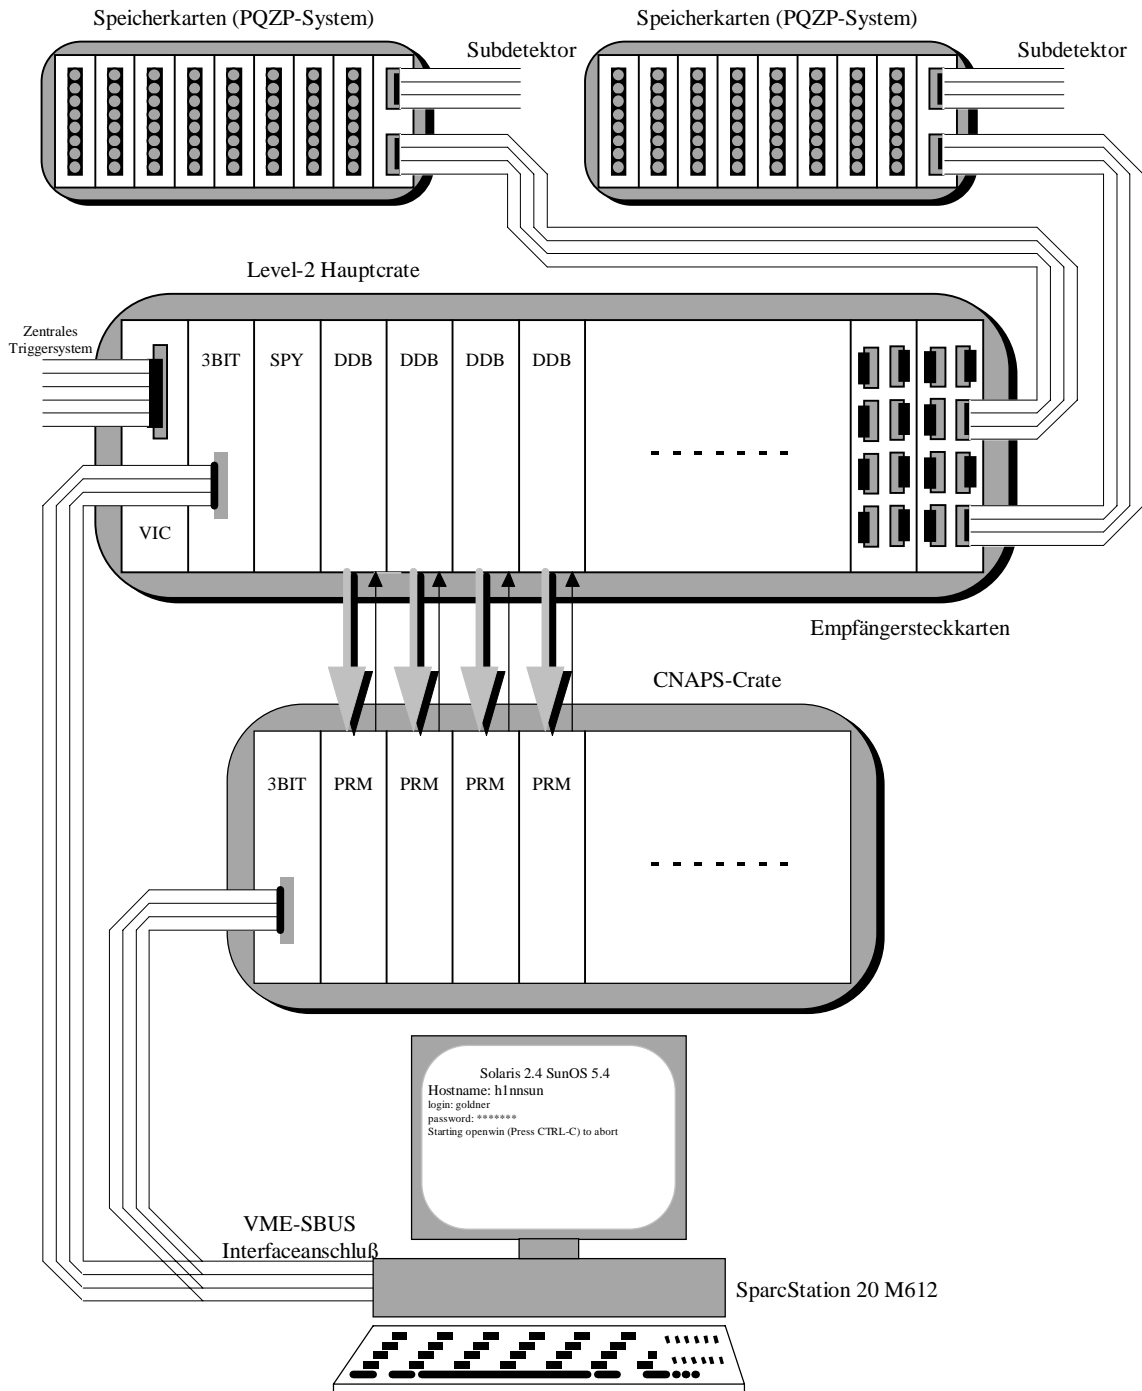 Speicherkarten (PQZP-System)
Speicherkarten (PQZP-System)
Subdetektor
Subdetektor
Level-2 Hauptcrate
Zentrales
Triggersystem
3BIT
SPY
DDB
DDB
DDB
DDB
VIC
Empfängersteckkarten
CNAPS-Crate
3BIT
PRM
PRM
PRM
PRM
Solaris 2.4 SunOS 5.4
Hostname: h1nnsun
login: goldner
password: *******
Starting openwin (Press CTRL-C) to abort
VME-SBUS
Interfaceanschluß
SparcStation 20 M612